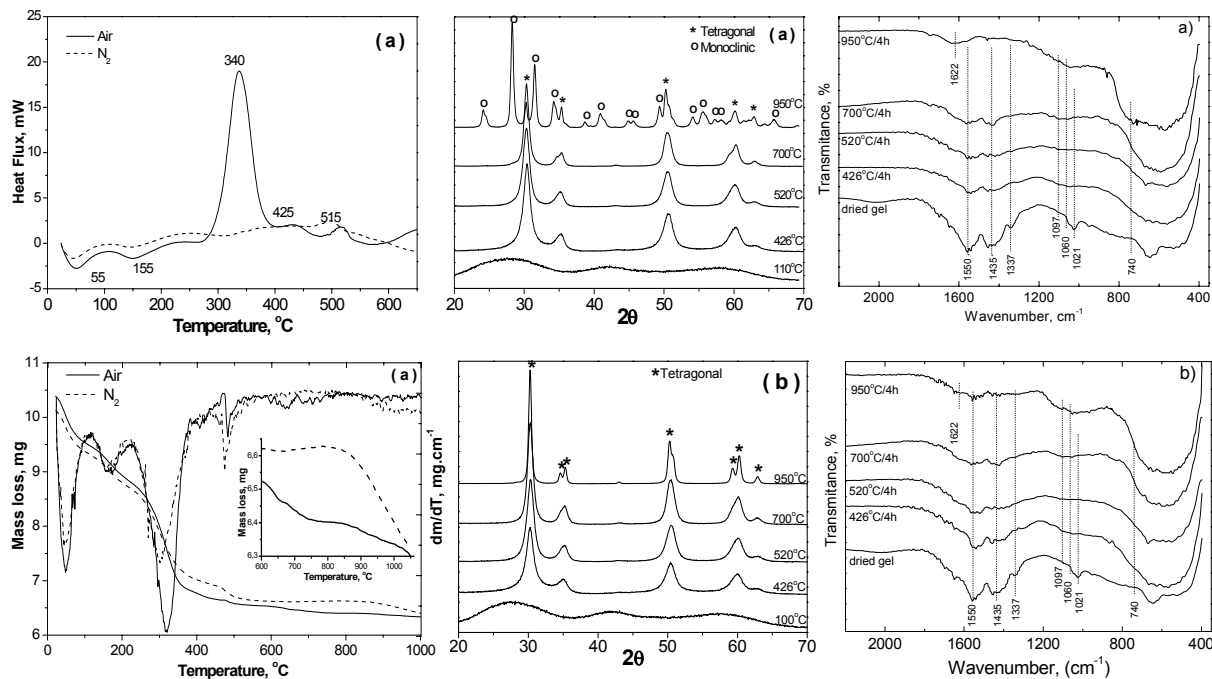 ( a )
Air
N2
340
425
515
55
155
25
20
15
10
5
0
-5
0 100 200 300 400 500 600
Heat Flux, mW
Temperature, °C
(a)
* Tetragonal
o Monoclinic
950°C
700°C
520°C
426°C
110°C
20 30 40 50 60 70
2θ
a)
950°C/4h
700°C/4h
520°C/4h
426°C/4h
dried gel
1622
1550
1435
1337
1097
1060
1021
740
2000 1600 1200 800 400
Transmitance, %
Wavenumber, cm-1
(a)
Air
N2
11
10
9
8
7
6
0 200 400 600 800 1000
Mass loss, mg
Temperature, °C
dm/dT, mg.cm-1
6,6
6,5
6,4
6,3
600 700 800 900 1000
Mass loss, mg
Temperature, °C
(b)
*Tetragonal
950°C
700°C
520°C
426°C
100°C
20 30 40 50 60 70
2θ
b)
950°C/4h
700°C/4h
520°C/4h
426°C/4h
dried gel
1622
1550
1435
1337
1097
1060
1021
740
2000 1600 1200 800 400
Transmitance, %
Wavenumber, (cm-1)